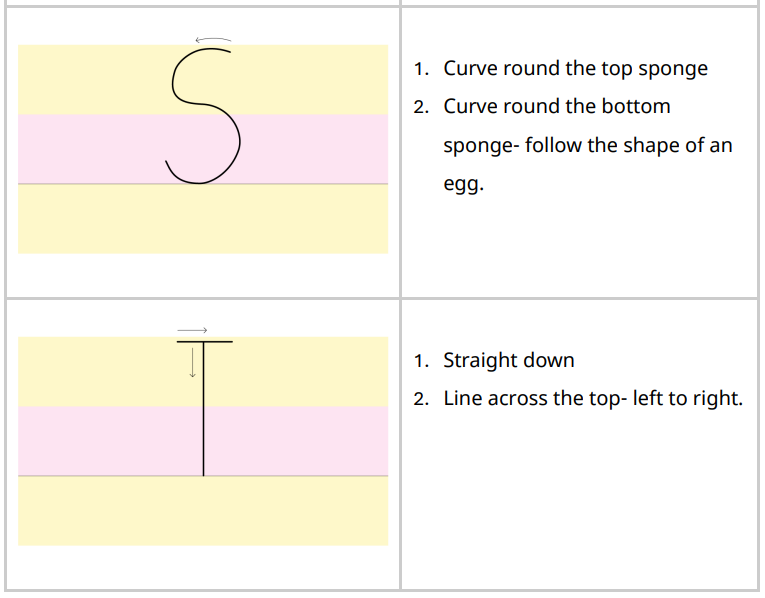 S
1. Curve round the top sponge
2. Curve round the bottom
sponge- follow the shape of an
egg.
T
1. Straight down
2. Line across the top- left to right.